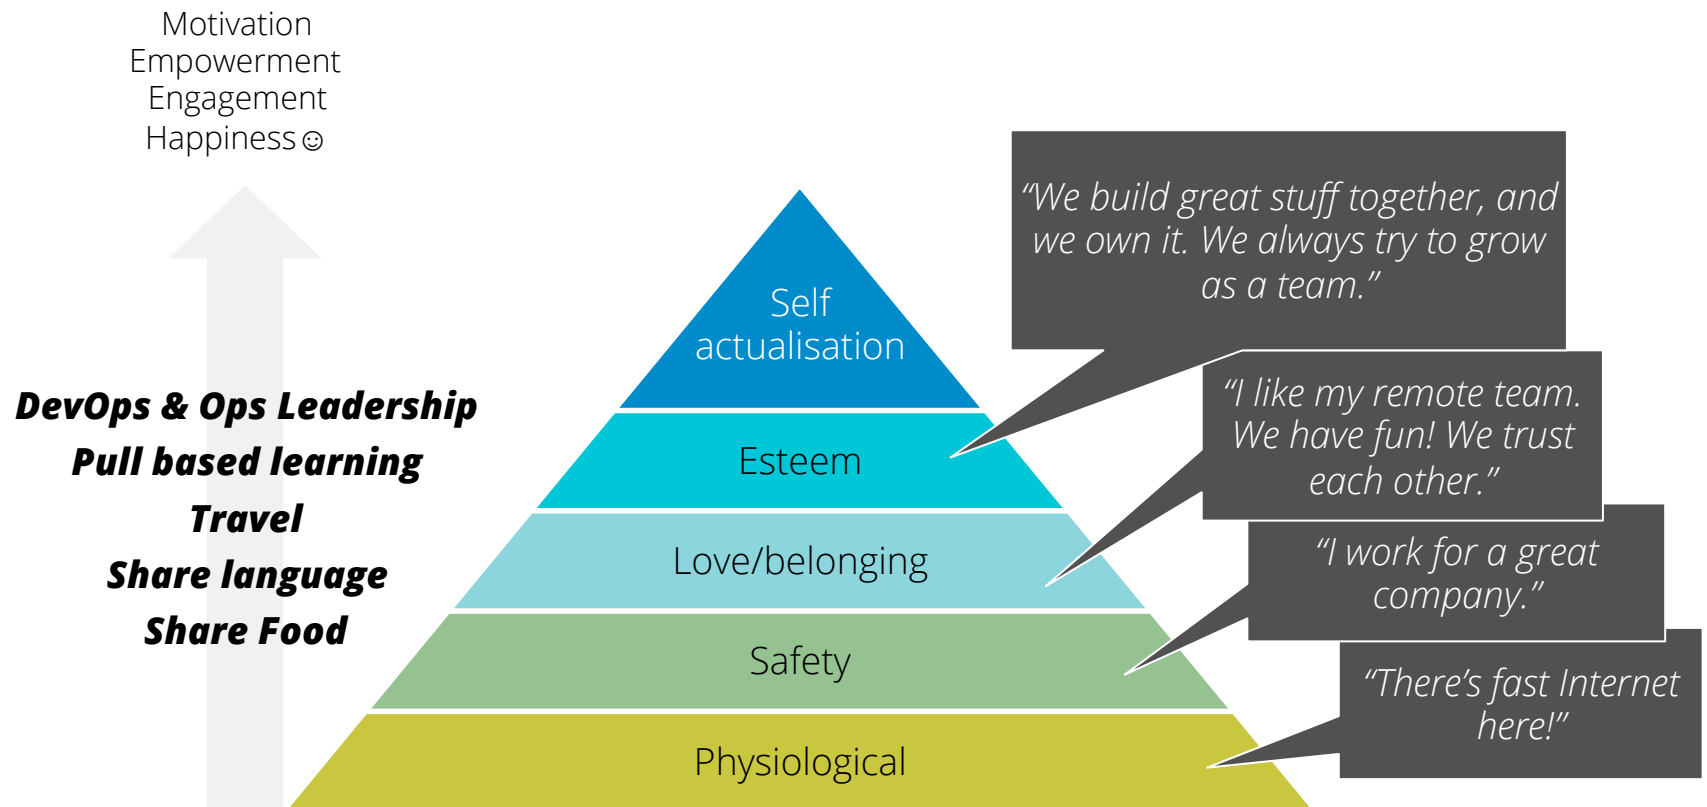 Motivation
Empowerment
Engagement
Happiness☺
DevOps & Ops Leadership
Pull based learning
Travel
Share language
Share Food
Self
actualisation
Esteem
Love/belonging
Safety
Physiological
“We build great stuff together, and
we own it. We always try to grow
as a team.”
“I like my remote team.
We have fun! We trust
each other.”
“I work for a great
company.”
“There’s fast Internet
here!”